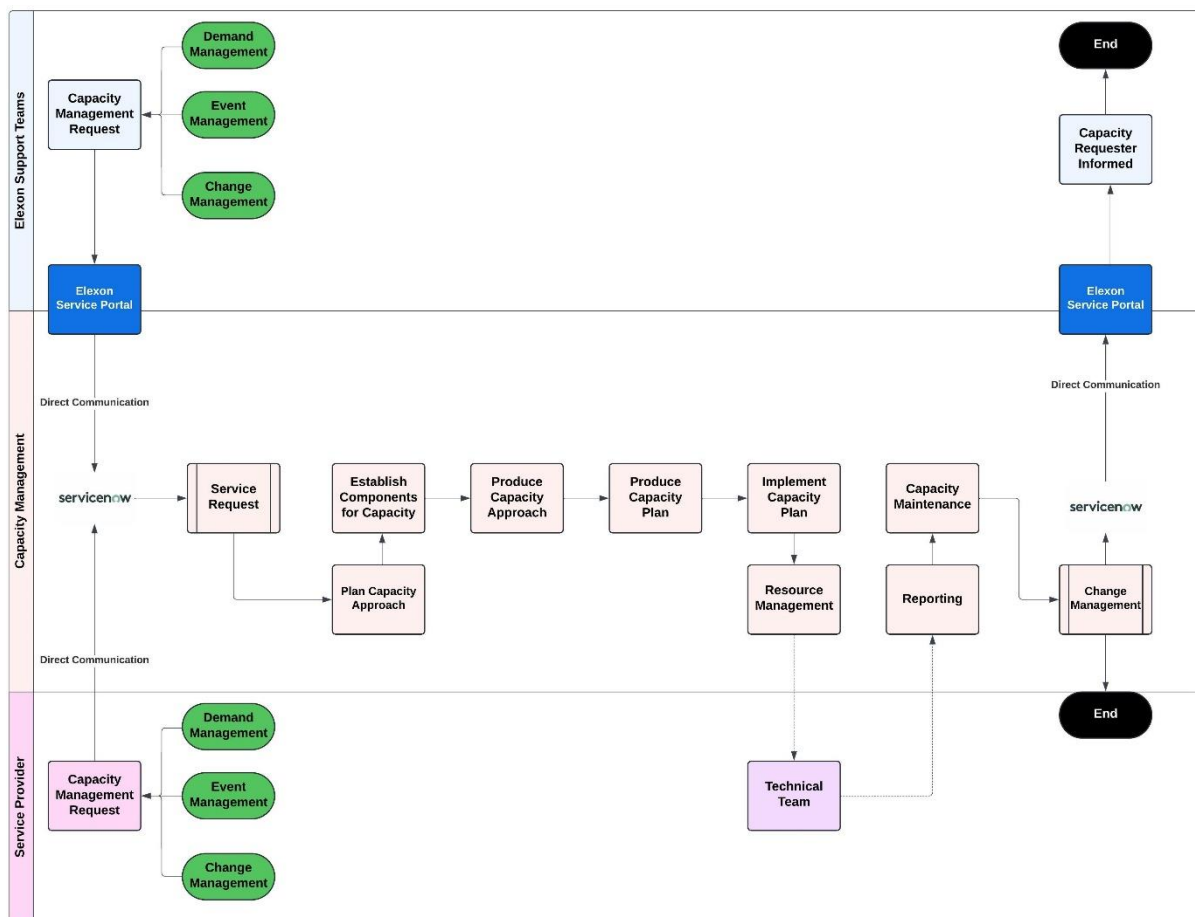 Elexon Support Teams
Demand
Management
Capacity
Management
Request
Event
Management
Change
Management
Elexon
Service Portal
End
Capacity
Requester
Informed
Elexon
Service Portal
Capacity Management
Direct Communication
servicenow
Service
Request
Establish
Components
for Capacity
Plan Capacity
Approach
Produce
Capacity
Approach
Produce
Capacity
Plan
Implement
Capacity
Plan
Resource
Management
Reporting
Capacity
Maintenance
Direct Communication
servicenow
Change
Management
Direct Communication
Service Provider
Demand
Management
Capacity
Management
Request
Event
Management
Change
Management
Technical
Team
End